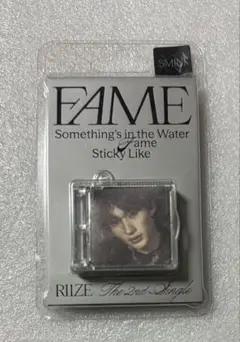 SMini
FAME
Something's in the Water
Fame
Sticky Like
RIIZE The 2nd Single